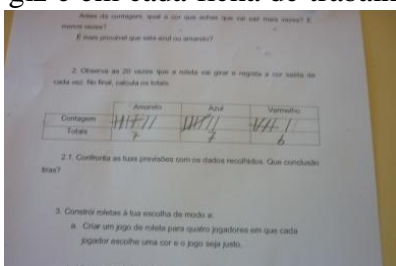 giz e em cada ficha de trabalh
Antes da contagem, qual a cor que achas que vai sair mais vezes? E
menos vezes?
É mais provável que saia azul ou amarelo?
2. Observa as 20 vezes que a roleta vai girar e regista a cor saída de
cada vez. No final, calcula os totais.
Amarelo Azul Vermelho
Contagem
Totais 7 7 6
2.1. Confronta as tuas previsões com os dados recolhidos. Que conclusão
tiras?
3. Constrói roletas à tua escolha de modo a:
a. Criar um jogo de roleta para quatro jogadores em que cada
jogador escolhe uma cor e o jogo seja justo.